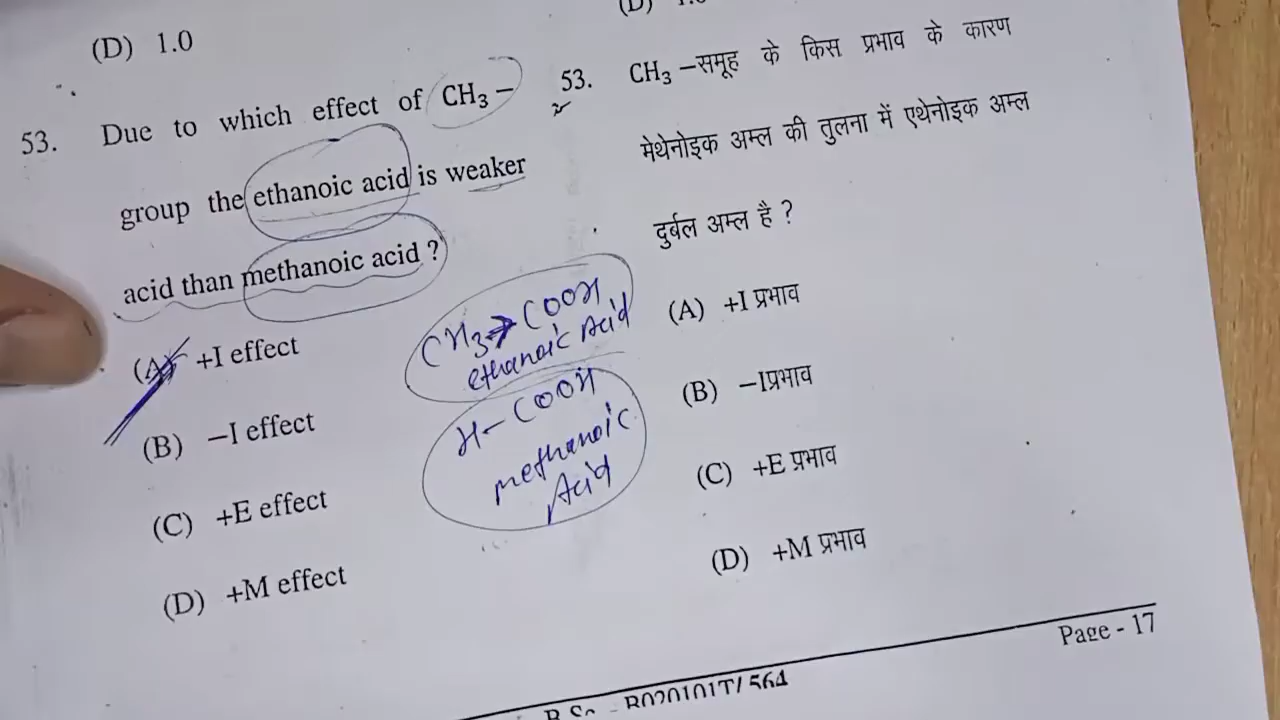 (D) 1.0
53. Due to which effect of CH₃ –
group the ethanoic acid is weaker
acid than methanoic acid ?
(A) +I effect
(B) –I effect
(C) +E effect
(D) +M effect
CH₃→COOH
ethanoic Acid
H–COOH
methanoic
Acid
(D)
53. CH₃ –समूह के किस प्रभाव के कारण
मेथेनोइक अम्ल की तुलना में एथेनोइक अम्ल
दुर्बल अम्ल है ?
(A) +I प्रभाव
(B) –Iप्रभाव
(C) +E प्रभाव
(D) +M प्रभाव
Page - 17
B020101T/ 564